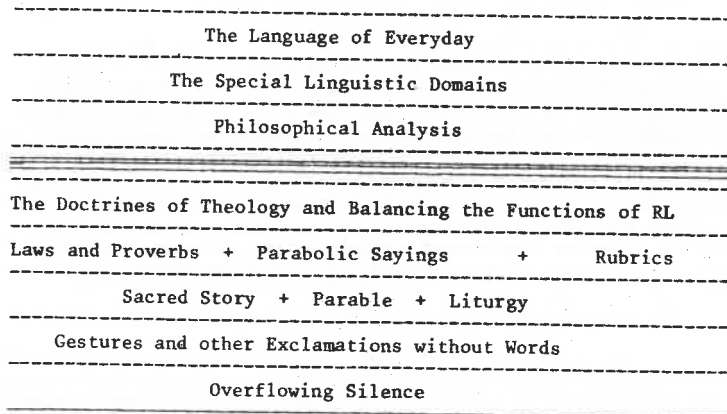 The Language of Everyday
The Special Linguistic Domains
Philosophical Analysis
The Doctrines of Theology and Balancing the Functions of RL
Laws and Proverbs + Parabolic Sayings + Rubrics
Sacred Story + Parable + Liturgy
Gestures and other Exclamations without Words
Overflowing Silence